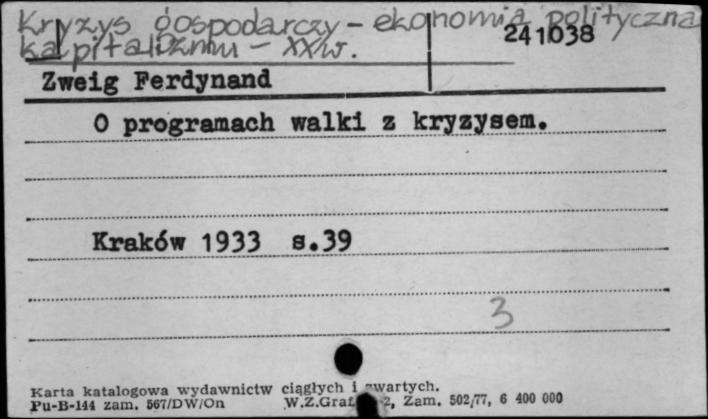 Kryzys gospodarczy - ekonomia polityczna
kapitalizmu - XXw.
241038
Zweig Ferdynand
O programach walki z kryzysem.
Kraków 1933 s.39
3
Karta katalogowa wydawnictw ciągłych i zwartych.
Pu-B-144 zam. 567/DW/On W.Z.Graf. 2, Zam. 502/77, 6 400 000